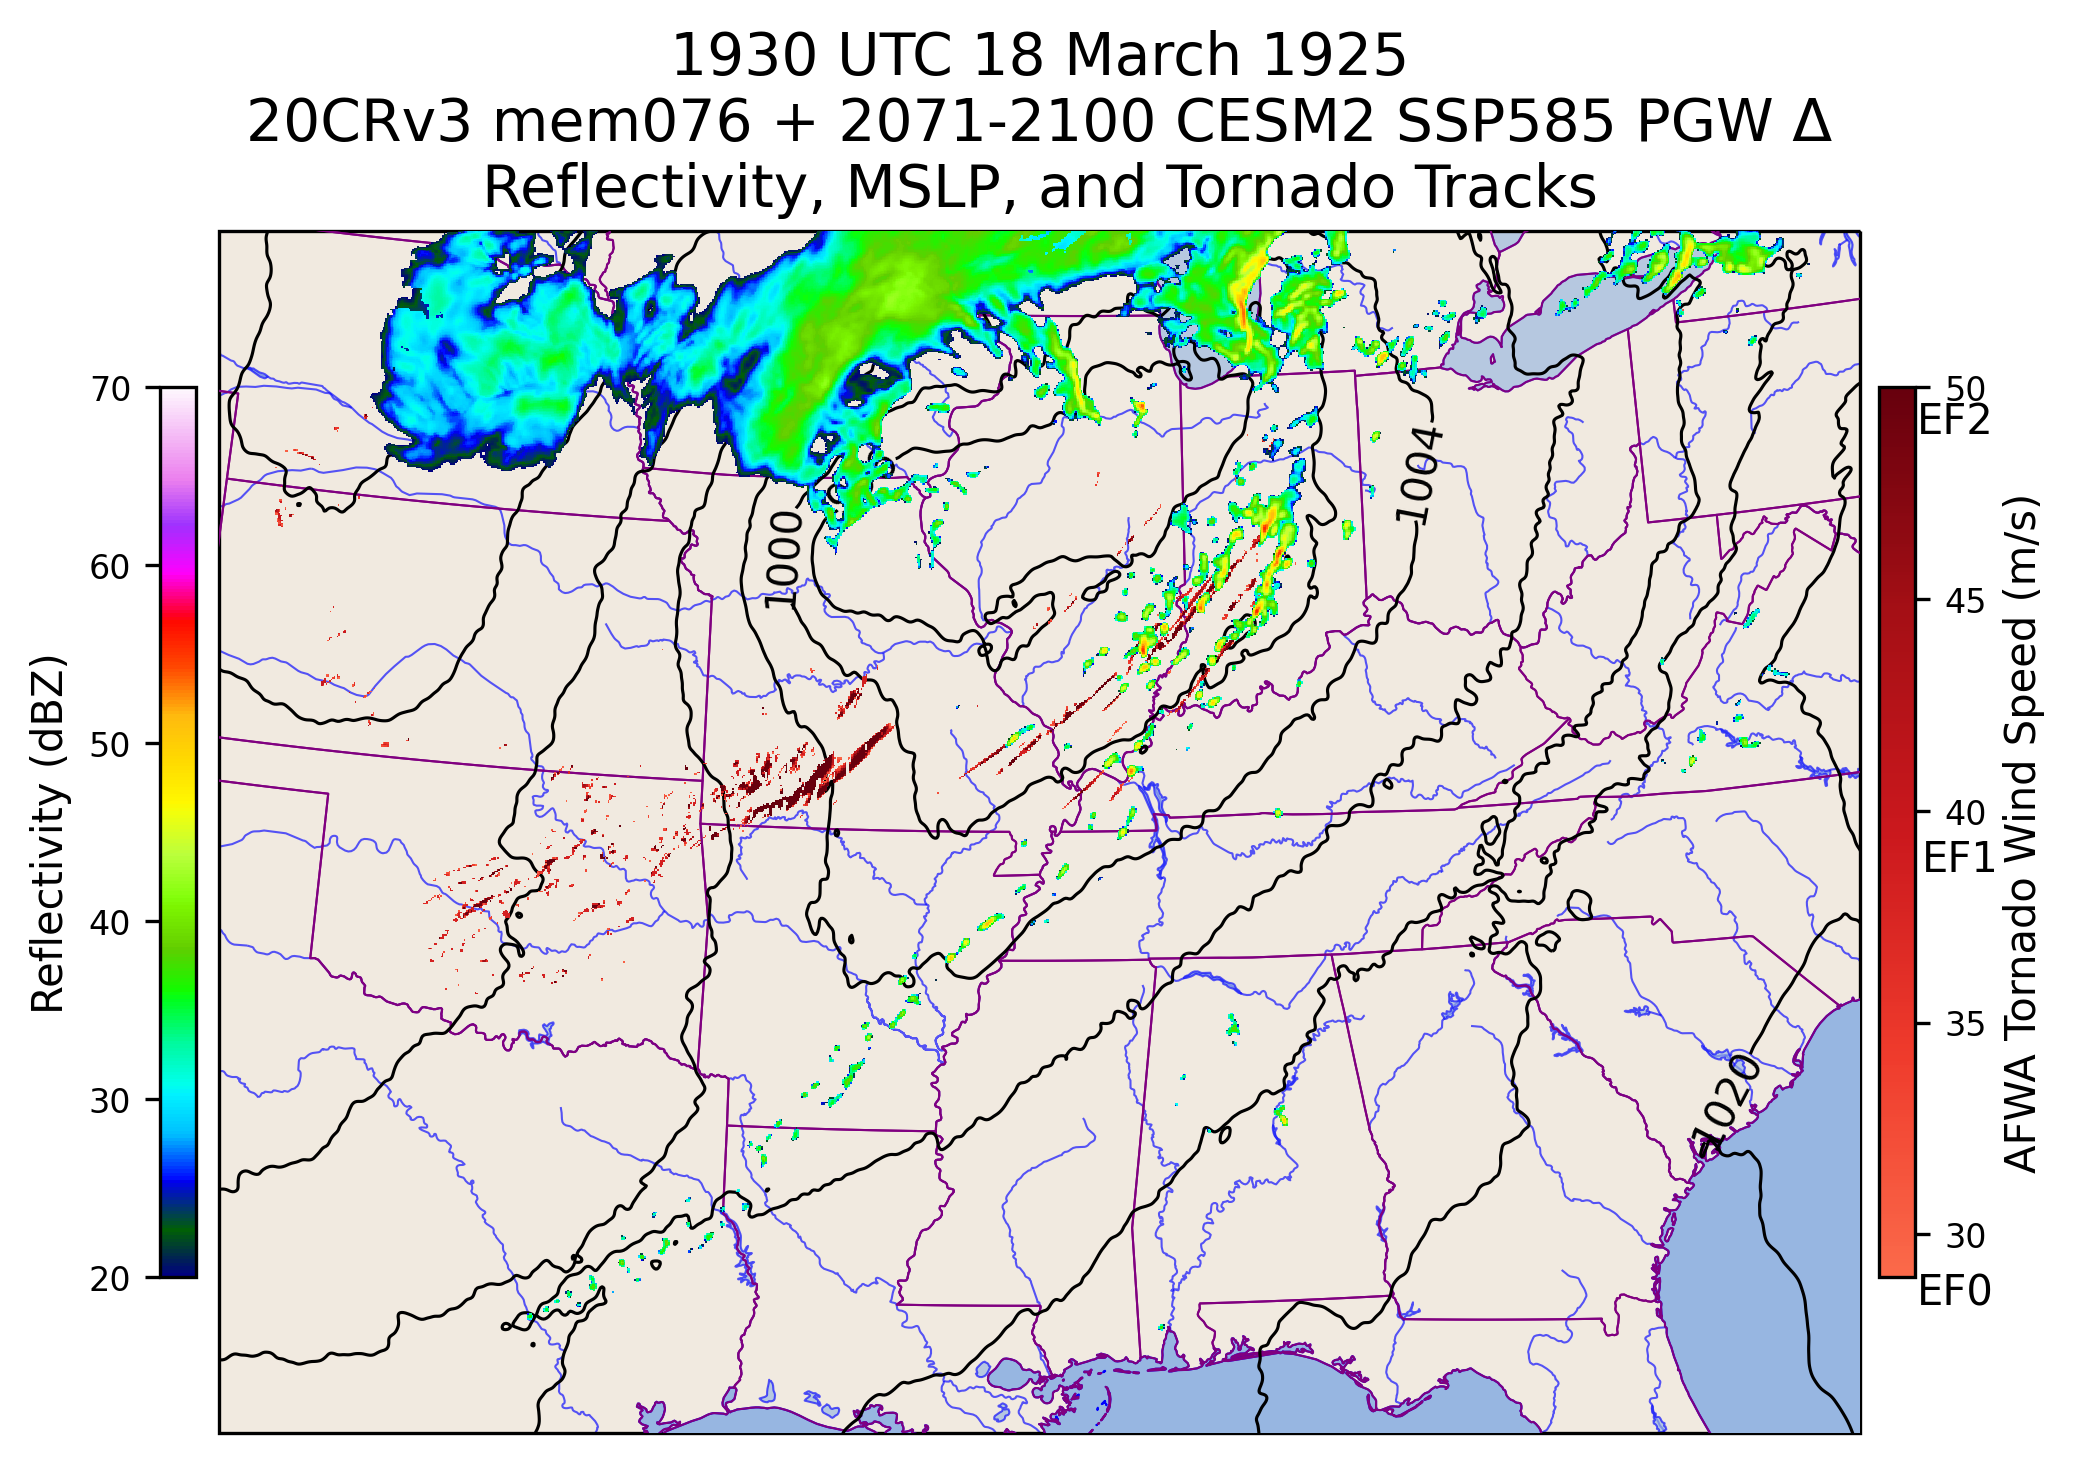 1930 UTC 18 March 1925
20CRv3 mem076 + 2071-2100 CESM2 SSP585 PGW Δ
Reflectivity, MSLP, and Tornado Tracks
Reflectivity (dBZ)
70
60
50
40
30
20
1000
1004
1020
50
EF2
45
40
EF1
35
30
EF0
AFWA Tornado Wind Speed (m/s)